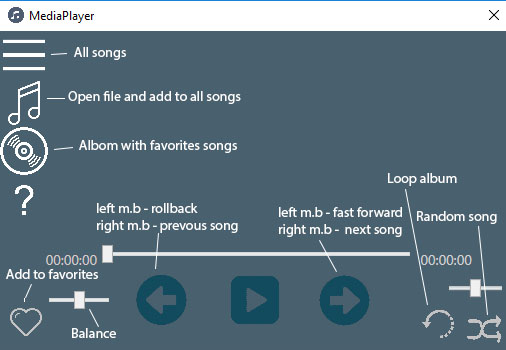 MediaPlayer
All songs
Open file and add to all songs
Albom with favorites songs
?
Loop album
left m.b - rollback
right m.b - prevous song
left m.b - fast forward
right m.b - next song
Random song
00:00:00
00:00:00
Add to favorites
Balance